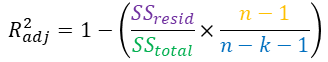 R²adj = 1 − (SSresid/SStotal × n − 1/n − k − 1)